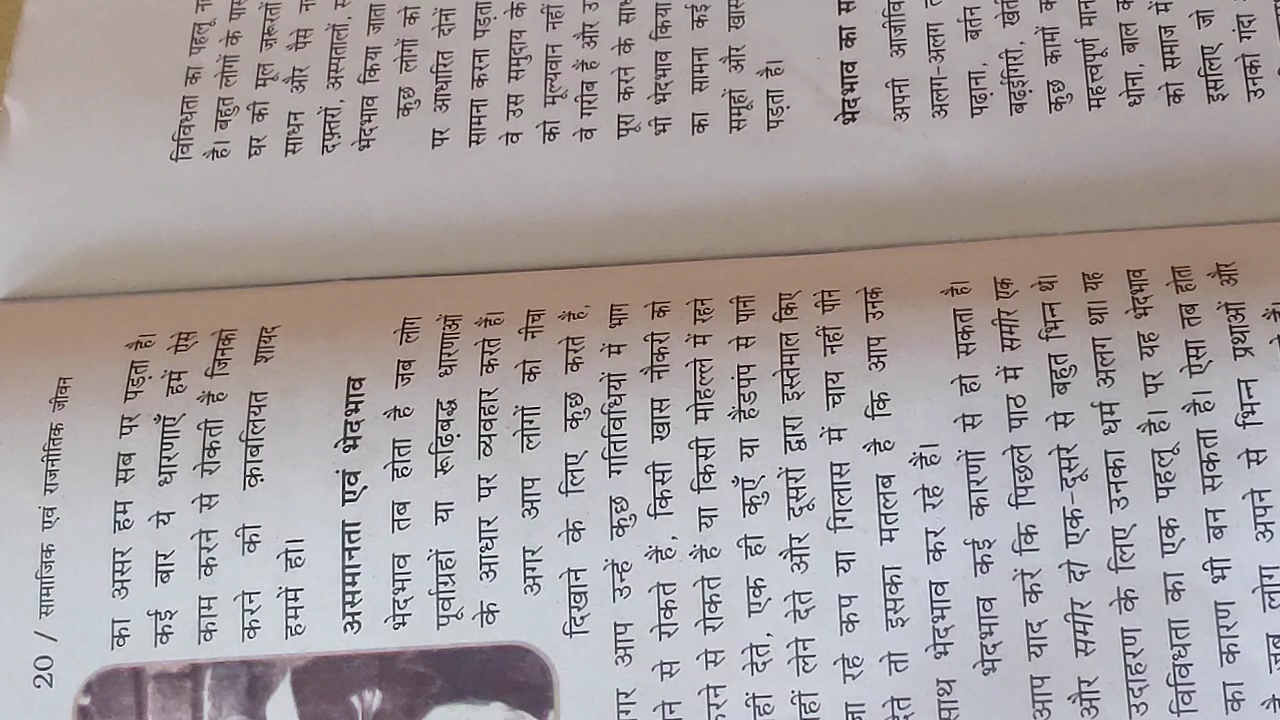 20 / सामाजिक एवं राजनीतिक जीवन
का असर हम सब पर पड़ता है।
कई बार ये धारणाएँ हमें ऐसे
काम करने से रोकती हैं जिनको
करने की क़ाबलियत शायद
हममें हो।
असमानता एवं भेदभाव
भेदभाव तब होता है जब लोग
पूर्वाग्रहों या रूढ़िबद्ध धारणाओं
के आधार पर व्यवहार करते हैं।
अगर आप लोगों को नीचा
दिखाने के लिए कुछ करते हैं,
आप उन्हें कुछ गतिविधियों में भाग
से रोकते हैं, किसी खास नौकरी को
से रोकते हैं या किसी मोहल्ले में रहने
देते, एक ही कुएँ या हैंडपंप से पानी
लेने देते और दूसरों द्वारा इस्तेमाल किए
जा रहे कप या गिलास में चाय नहीं पीने
तो इसका मतलब है कि आप उनके
साथ भेदभाव कर रहे हैं।
भेदभाव कई कारणों से हो सकता है।
आप याद करें कि पिछले पाठ में समीर एक
और समीर दो एक-दूसरे से बहुत भिन्न थे।
उदाहरण के लिए उनका धर्म अलग था। यह
विविधता का एक पहलू है। पर यह भेदभाव
का कारण भी बन सकता है। ऐसा तब होता
है जब लोग अपने से भिन्न प्रथाओं और
विविधता का पहलू
है। बहुत लोगों के पास
घर की मूल ज़रूरतों
साधन और पैसे
दफ़्तरों, अस्पतालों,
भेदभाव किया जाता
कुछ लोगों को
पर आधारित दोनों
सामना करना पड़ता
वे उस समुदाय के
को मूल्यवान नहीं
वे गरीब हैं और
पूरा करने के
भी भेदभाव किया
का सामना कई
समूहों और खास
पड़ता है।
भेदभाव का
अपनी
अलग-अलग
पढ़ाना, बर्तन
बढ़ईगिरी,
कुछ कामों
महत्त्वपूर्ण
धोना, बाल
को समाज में
इसलिए जो
उनको गंदा